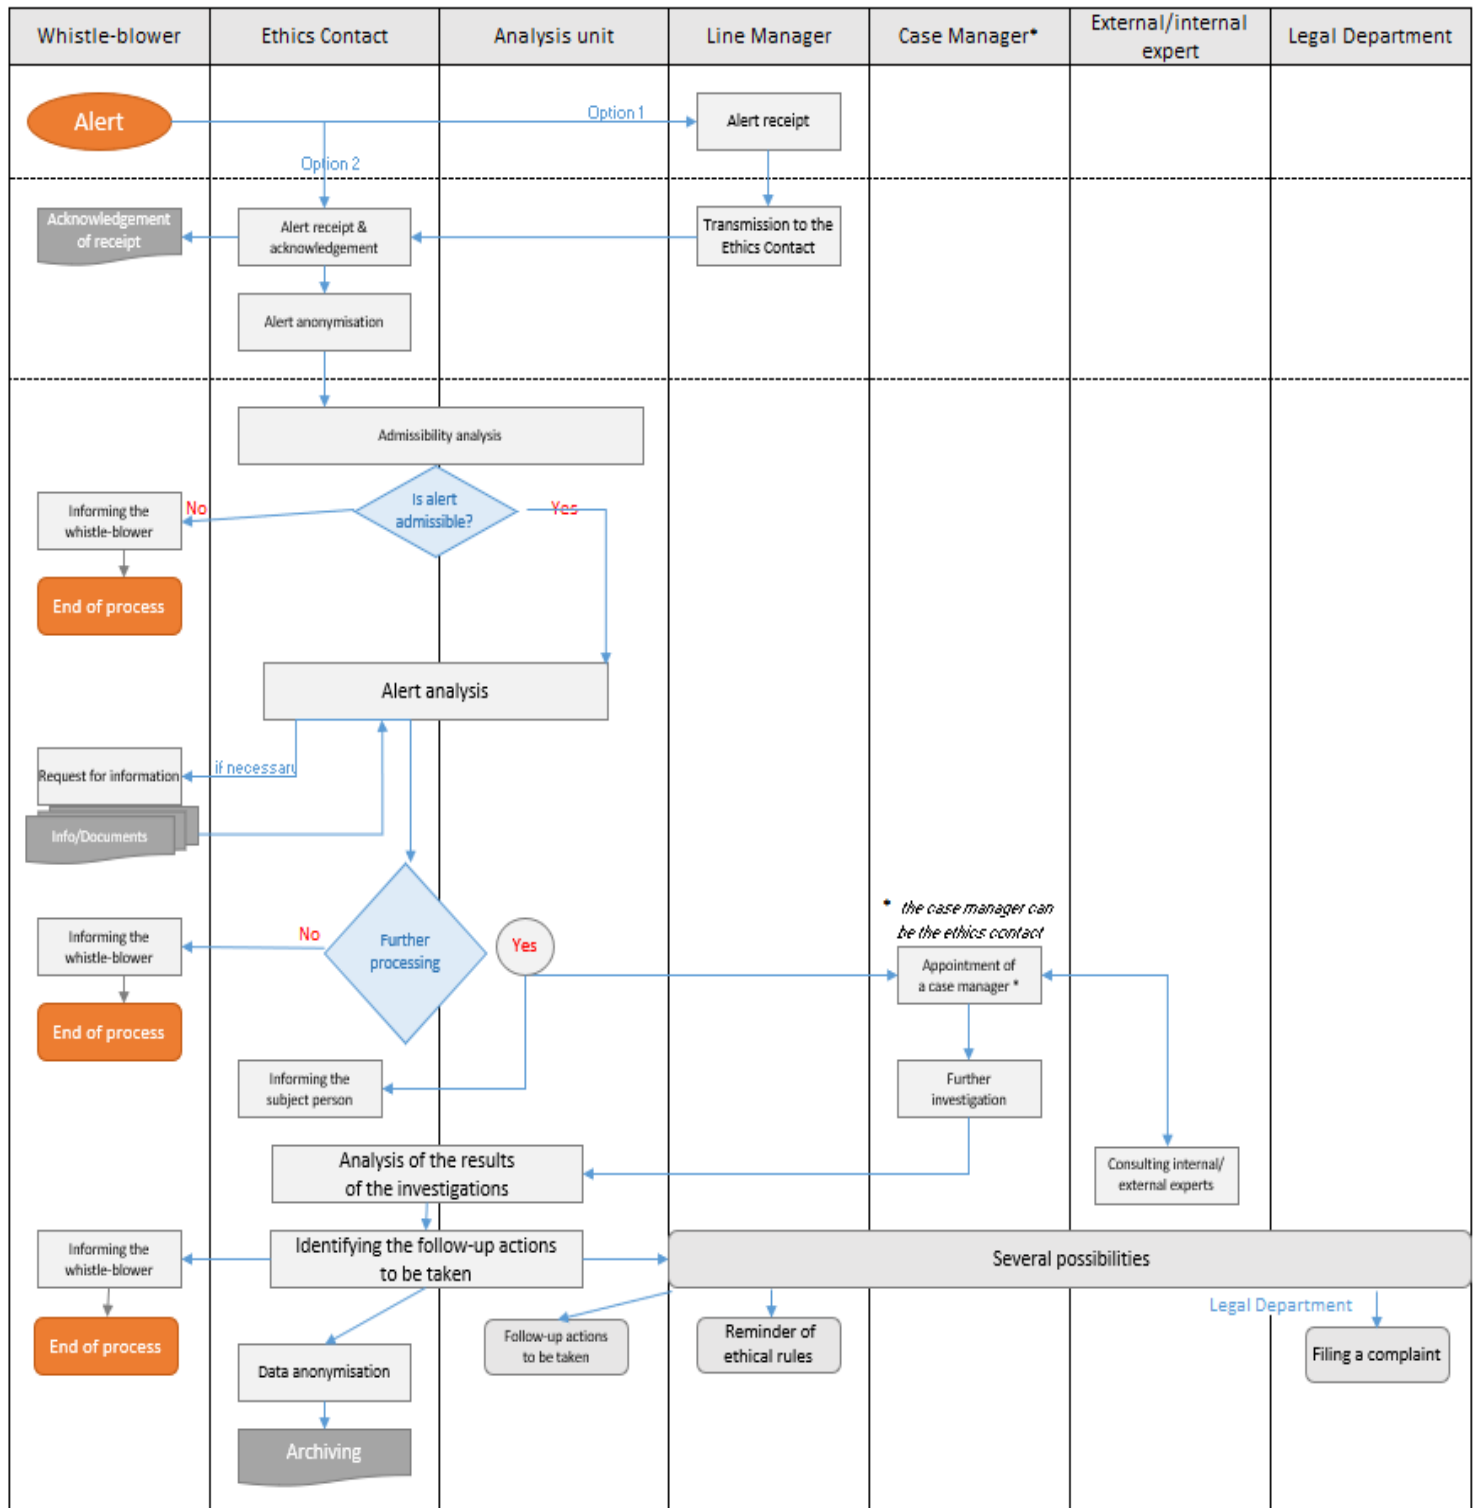 Whistle-blower
Ethics Contact
Analysis unit
Line Manager
Case Manager*
External/internal
expert
Legal Department
Alert
Option 1
Alert receipt
Option 2
Acknowledgement
of receipt
Alert receipt &
acknowledgement
Transmission to the
Ethics Contact
Alert anonymisation
Admissibility analysis
Is alert
admissible?
No
Yes
Informing the
whistle-blower
End of process
Alert analysis
Request for information
if necessary
Info/Documents
* the case manager can
be the ethics contact
Informing the
whistle-blower
No
Further
processing
Yes
Appointment of
a case manager *
End of process
Informing the
subject person
Further
investigation
Analysis of the results
of the investigations
Consulting internal/
external experts
Informing the
whistle-blower
Identifying the follow-up actions
to be taken
Several possibilities
Legal Department
End of process
Follow-up actions
to be taken
Reminder of
ethical rules
Filing a complaint
Data anonymisation
Archiving